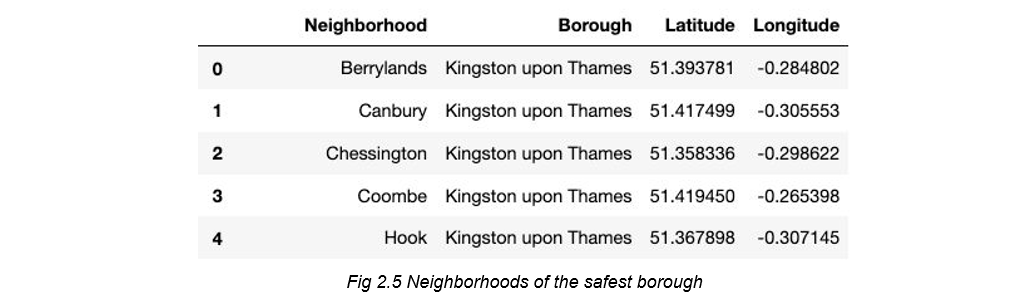 Neighborhood Borough Latitude Longitude
0 Berrylands Kingston upon Thames 51.393781 -0.284802
1 Canbury Kingston upon Thames 51.417499 -0.305553
2 Chessington Kingston upon Thames 51.358336 -0.298622
3 Coombe Kingston upon Thames 51.419450 -0.265398
4 Hook Kingston upon Thames 51.367898 -0.307145
Fig 2.5 Neighborhoods of the safest borough